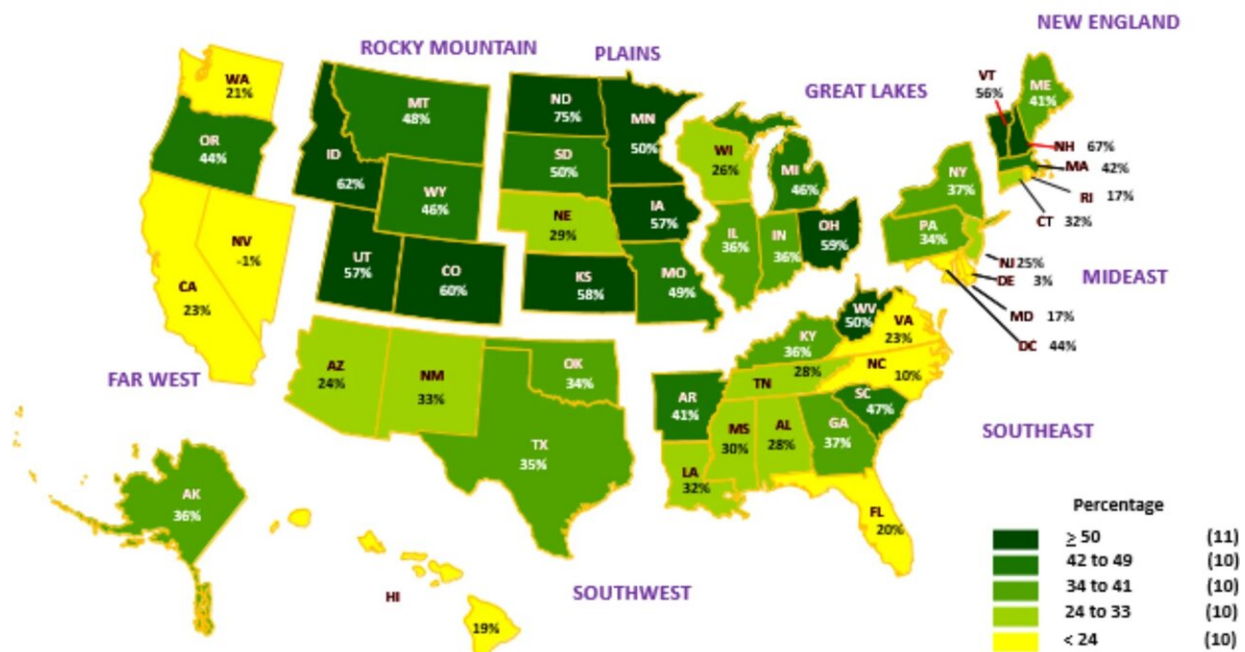 NEW ENGLAND
ROCKY MOUNTAIN
PLAINS
GREAT LAKES
VT
56%
ME
41%
WA
21%
MT
48%
ND
75%
MN
50%
OR
44%
ID
62%
SD
50%
WI
26%
MI
46%
NY
37%
NH 67%
MA 42%
RI 17%
CT 32%
WY
46%
NE
29%
IA
57%
IL
36%
IN
36%
OH
59%
PA
34%
NJ 25%
DE 3%
MIDEAST
MD 17%
DC 44%
NV
-1%
UT
57%
CO
60%
KS
58%
MO
49%
WV
50%
VA
23%
CA
23%
KY
36%
NC
10%
TN
28%
FAR WEST
AZ
24%
NM
33%
OK
34%
AR
41%
SC
47%
MS
30%
AL
28%
GA
37%
SOUTHEAST
TX
35%
LA
32%
FL
20%
AK
36%
HI
19%
SOUTHWEST
Percentage
≥ 50 (11)
42 to 49 (10)
34 to 41 (10)
24 to 33 (10)
< 24 (10)